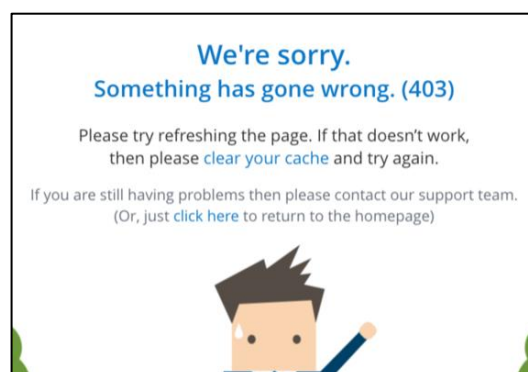 We're sorry.
Something has gone wrong. (403)
Please try refreshing the page. If that doesn’t work,
then please clear your cache and try again.
If you are still having problems then please contact our support team.
(Or, just click here to return to the homepage)